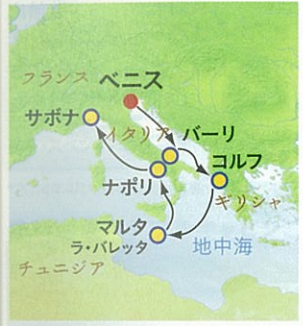 フランス
ベニス
サボナ
イタリア
バーリ
コルフ
ナポリ
ギリシャ
マルタ
ラ・バレッタ
地中海
チュニジア